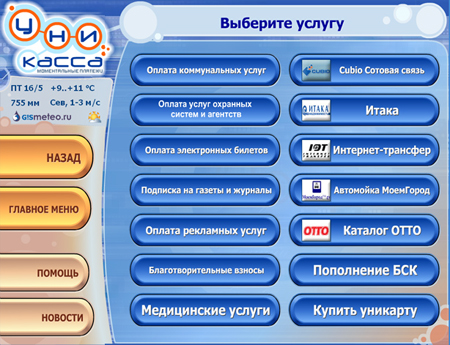 УНИ
КАССА
МОМЕНТАЛЬНЫЕ ПЛАТЕЖИ
ПТ 16/5 +9..+11 °C
755 мм Сев, 1-3 м/с
GISMETEO.RU
НАЗАД
ГЛАВНОЕ МЕНЮ
ПОМОЩЬ
НОВОСТИ
Выберите услугу
Оплата коммунальных услуг
CUBIO
Cubio Сотовая связь
Оплата услуг охранных
систем и агентств
ИТАКА
Итака
Оплата электронных билетов
Интернет-трансфер
Подписка на газеты и журналы
Автомойка МоемГород
Оплата рекламных услуг
OTTO
Каталог ОТТО
Благотворительные взносы
Пополнение БСК
Медицинские услуги
Купить уникарту